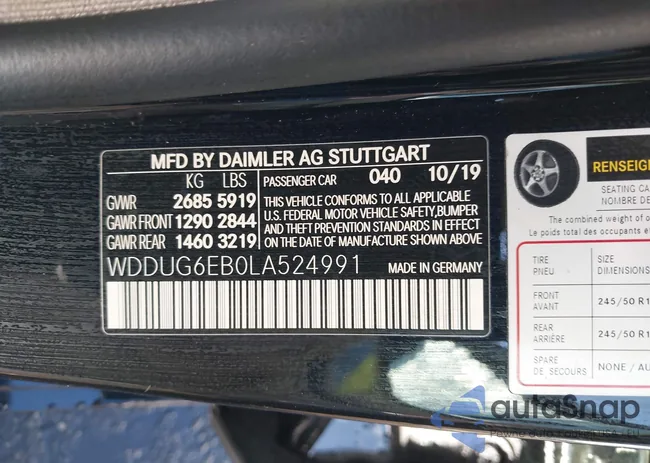 MFD BY DAIMLER AG STUTTGART
KG LBS
GVWR 2685 5919
GAWR FRONT 1290 2844
GAWR REAR 1460 3219
PASSENGER CAR 040 10/19
THIS VEHICLE CONFORMS TO ALL APPLICABLE
U.S. FEDERAL MOTOR VEHICLE SAFETY,BUMPER
AND THEFT PREVENTION STANDARDS IN EFFECT
ON THE DATE OF MANUFACTURE SHOWN ABOVE
WDDUG6EB0LA524991 MADE IN GERMANY
RENSEIGN
SEATING CA
NOMBRE DE
The combined weight of o
Le poids total des occupants e
TIRE SIZE
PNEU DIMENSIONS
FRONT
AVANT 245/50 R1
REAR
ARRIÈRE 245/50 R1
SPARE
DE SECOURS NONE / AU
autoSnap